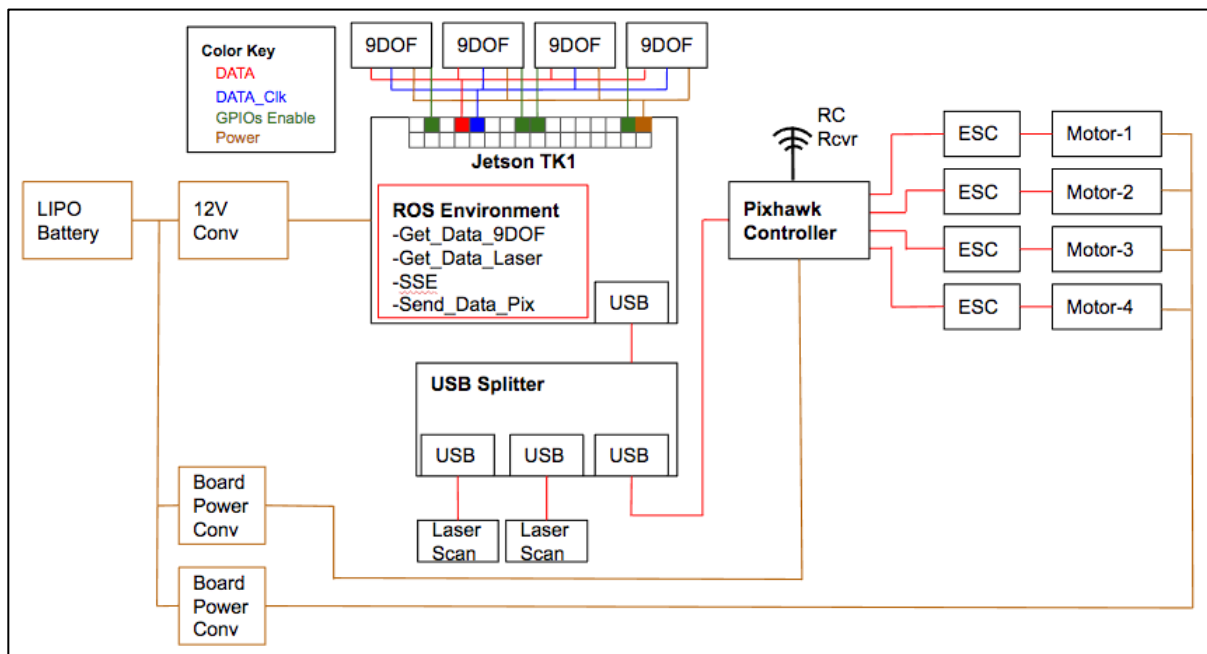 Color Key
DATA
DATA_Clk
GPIOs Enable
Power
9DOF
9DOF
9DOF
9DOF
Jetson TK1
ROS Environment
-Get_Data_9DOF
-Get_Data_Laser
-SSE
-Send_Data_Pix
USB
LIPO
Battery
12V
Conv
RC
Rcvr
Pixhawk
Controller
ESC
Motor-1
ESC
Motor-2
ESC
Motor-3
ESC
Motor-4
USB Splitter
USB
USB
USB
Laser
Scan
Laser
Scan
Board
Power
Conv
Board
Power
Conv